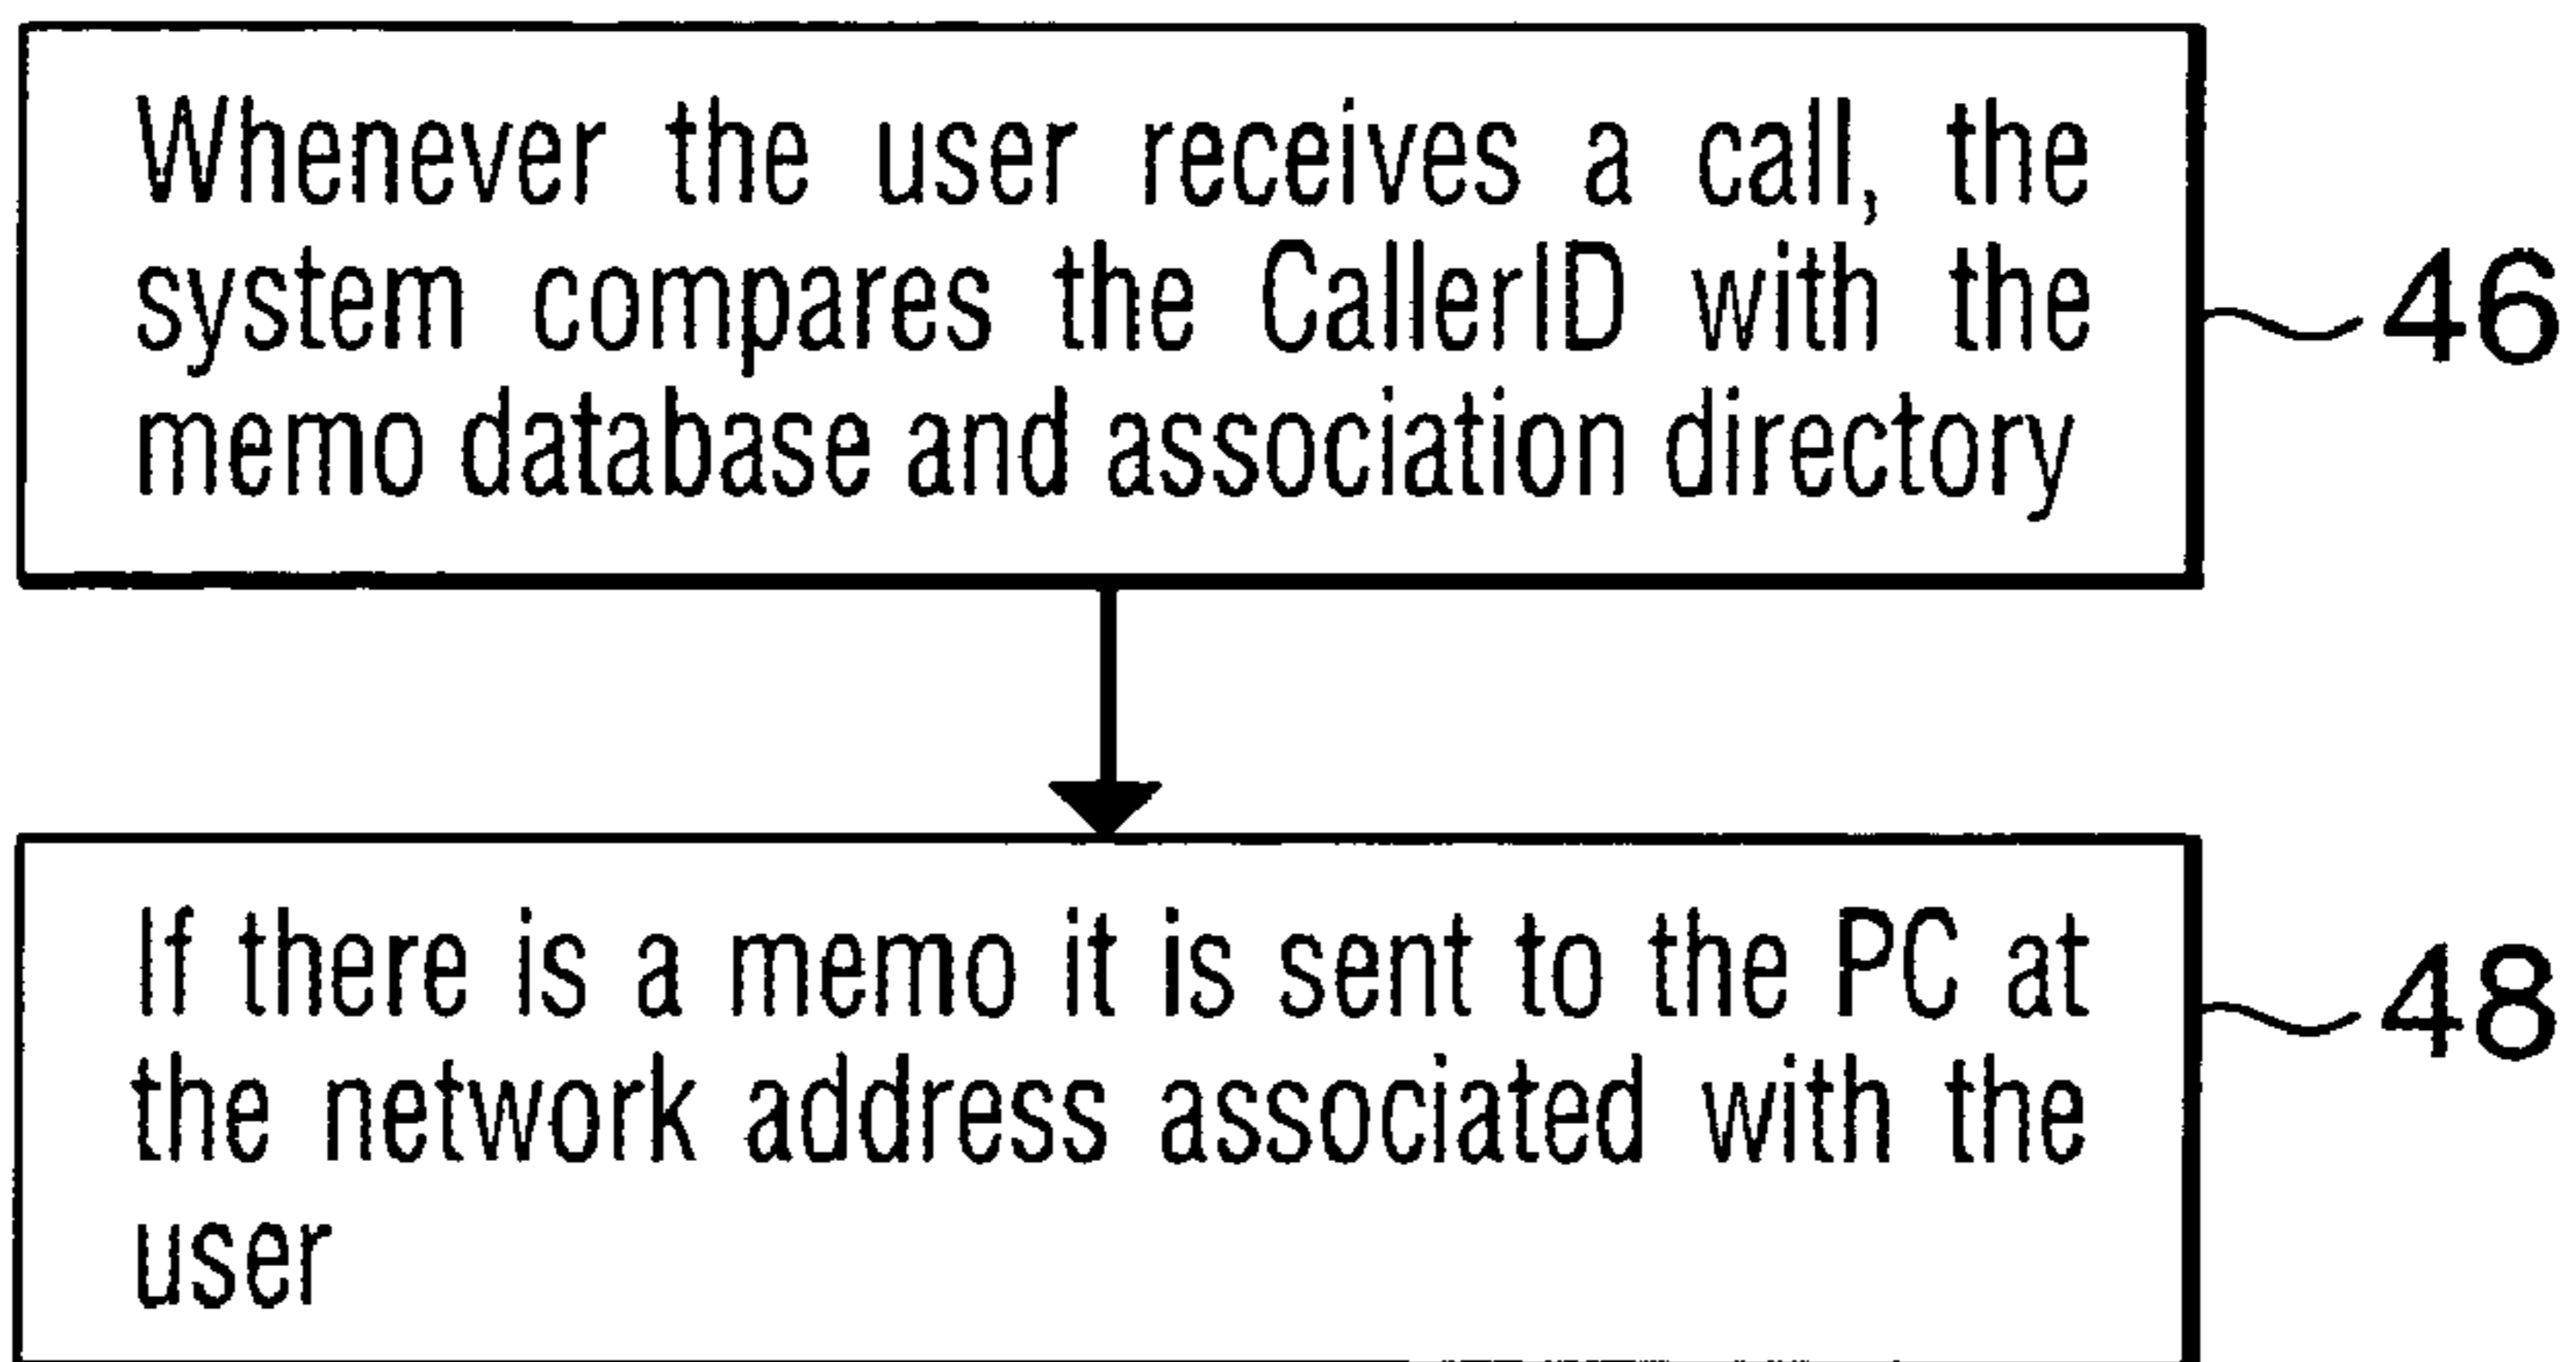 Whenever the user receives a call, the
system compares the CallerID with the
memo database and association directory
46
If there is a memo it is sent to the PC at
the network address associated with the
user
48